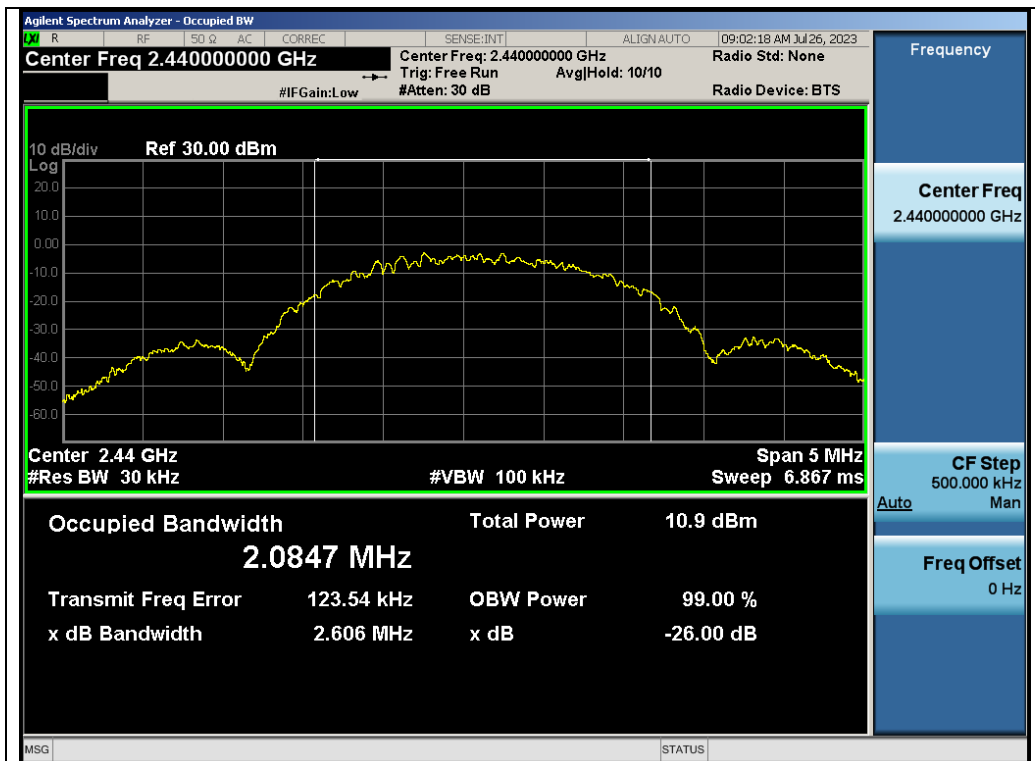 Agilent Spectrum Analyzer - Occupied BW
LXI R RF 50 Ω AC CORREC SENSE:INT ALIGN AUTO 09:02:18 AM Jul 26, 2023
Center Freq 2.440000000 GHz
Center Freq: 2.440000000 GHz
Radio Std: None
Trig: Free Run Avg|Hold: 10/10
#IFGain:Low
#Atten: 30 dB
Radio Device: BTS
10 dB/div Ref 30.00 dBm
Log
20.0
10.0
0.00
-10.0
-20.0
-30.0
-40.0
-50.0
-60.0
Center 2.44 GHz Span 5 MHz
#Res BW 30 kHz #VBW 100 kHz Sweep 6.867 ms
Occupied Bandwidth Total Power 10.9 dBm
2.0847 MHz
Transmit Freq Error 123.54 kHz OBW Power 99.00 %
x dB Bandwidth 2.606 MHz x dB -26.00 dB
Frequency
Center Freq
2.440000000 GHz
CF Step
500.000 kHz
Auto Man
Freq Offset
0 Hz
MSG STATUS